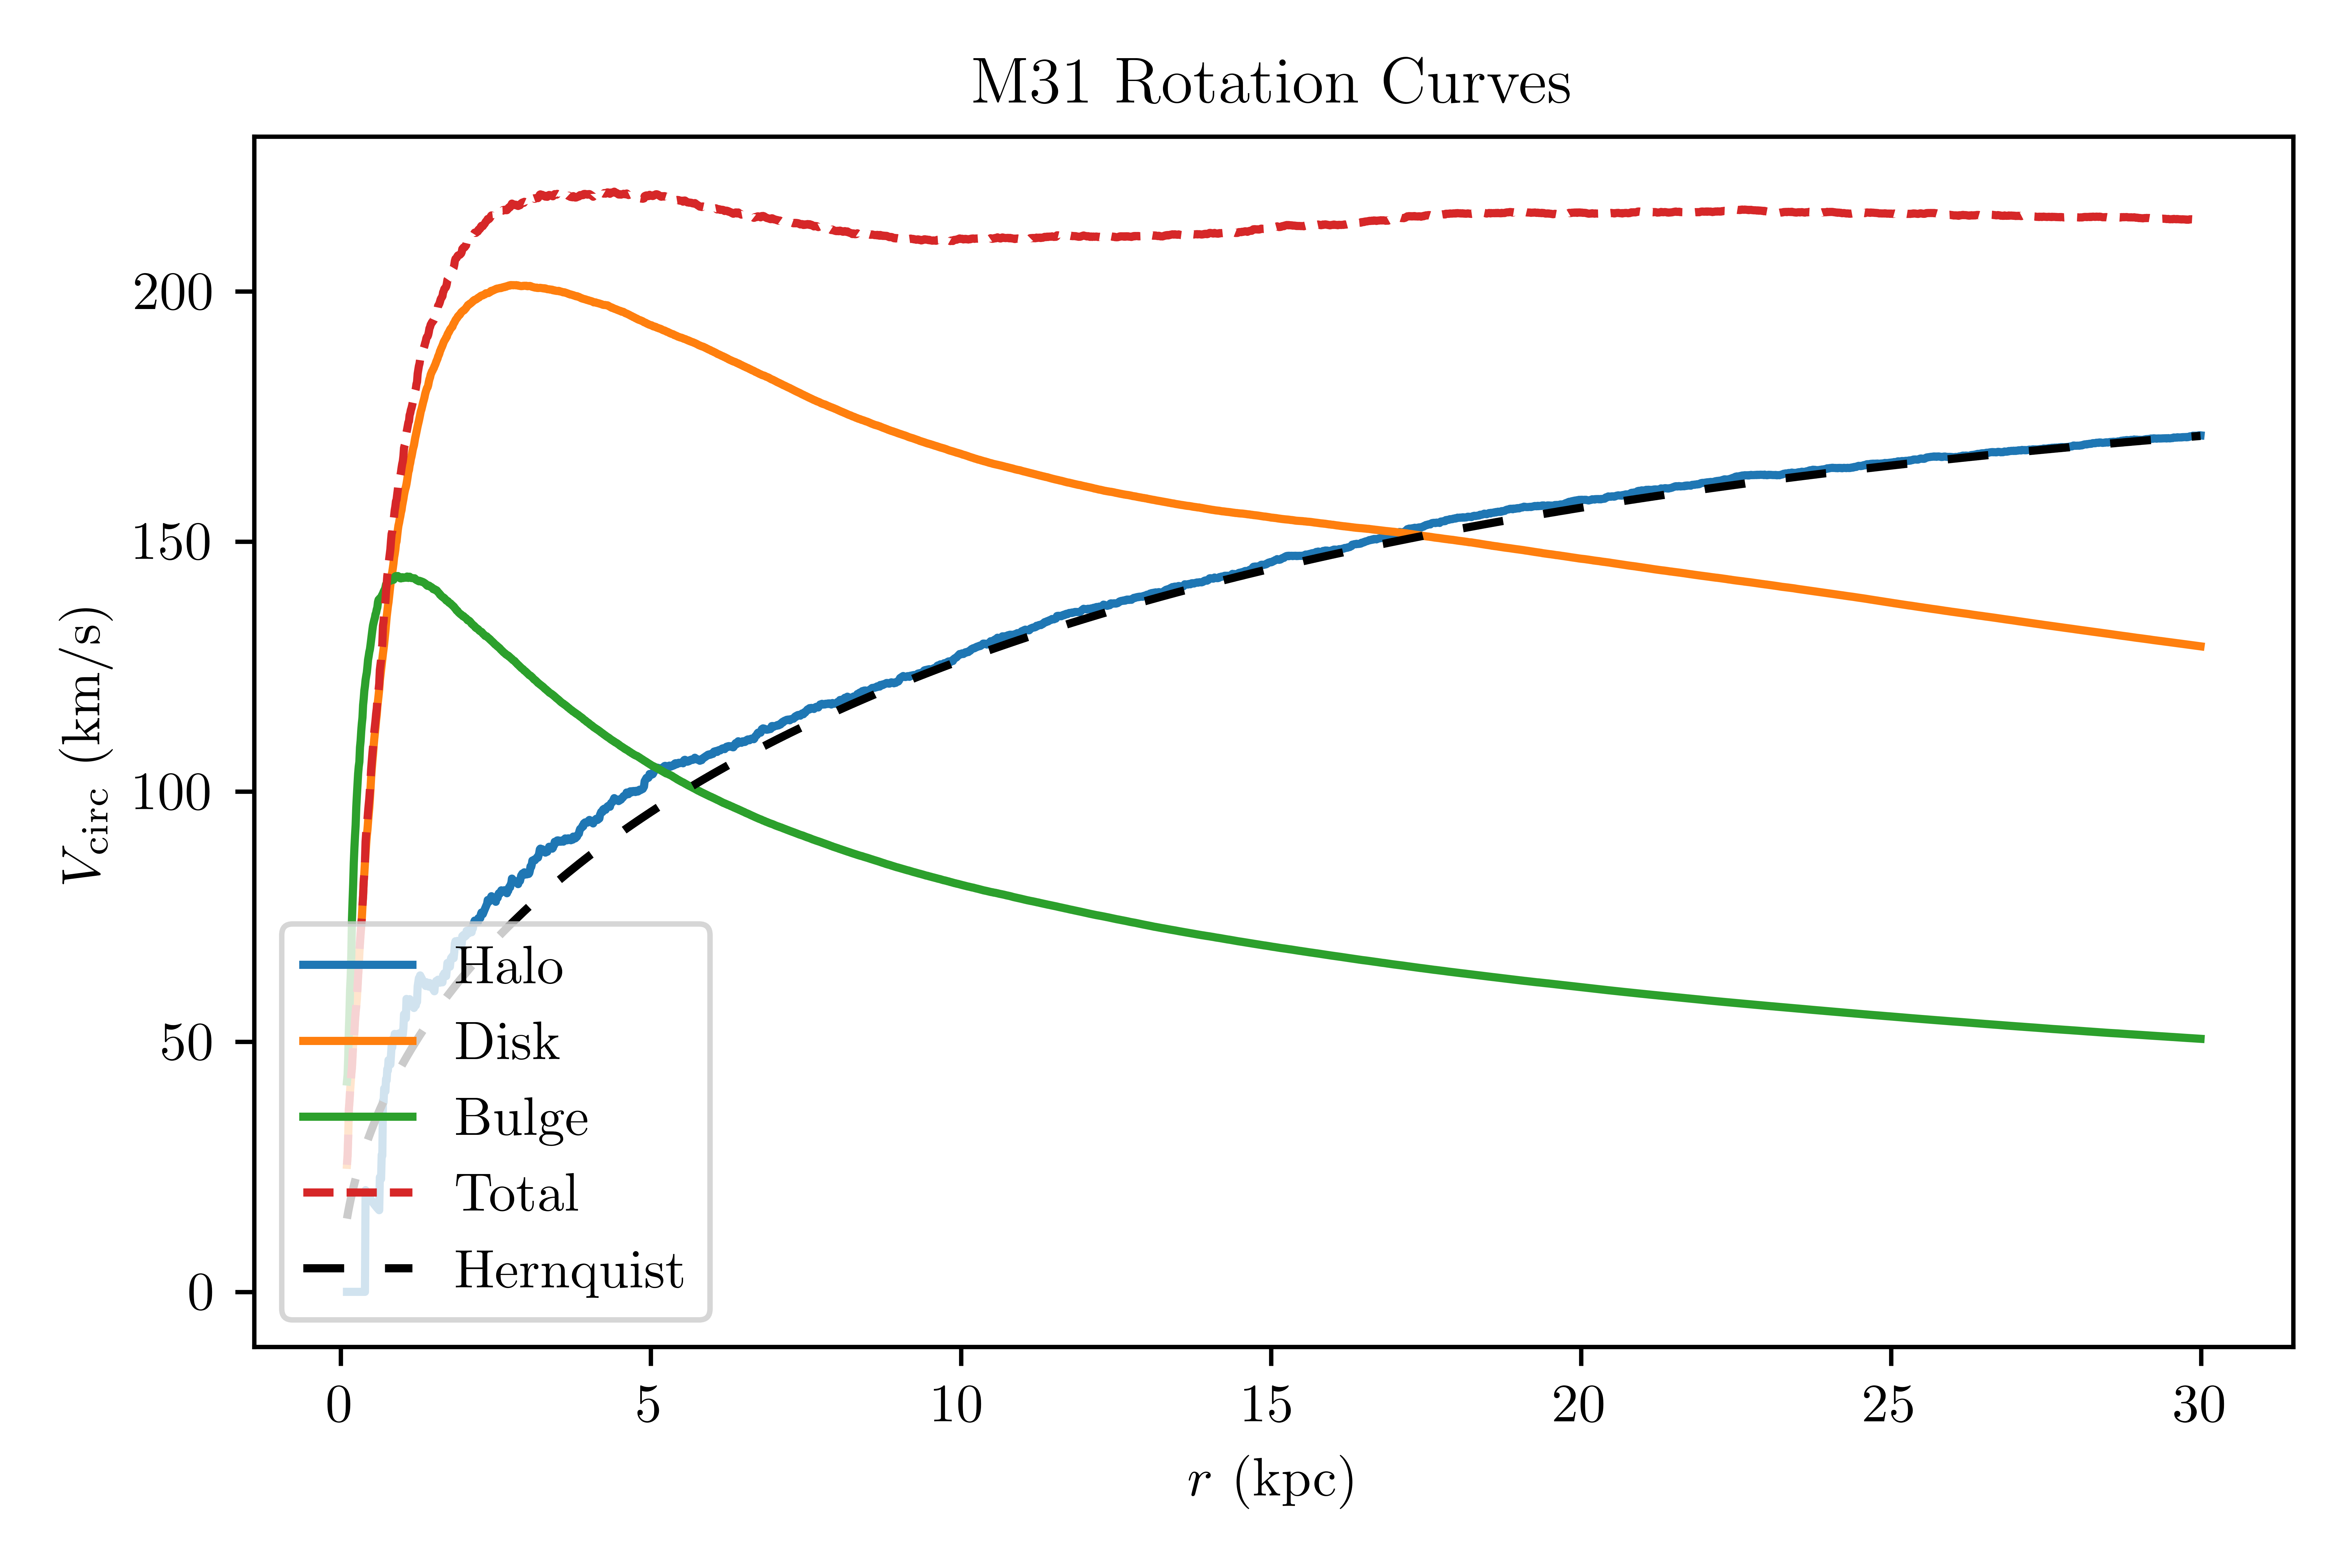 M31 Rotation Curves
V_circ (km/s)
200
150
100
50
0
Halo
Disk
Bulge
Total
Hernquist
0 5 10 15 20 25 30
r (kpc)